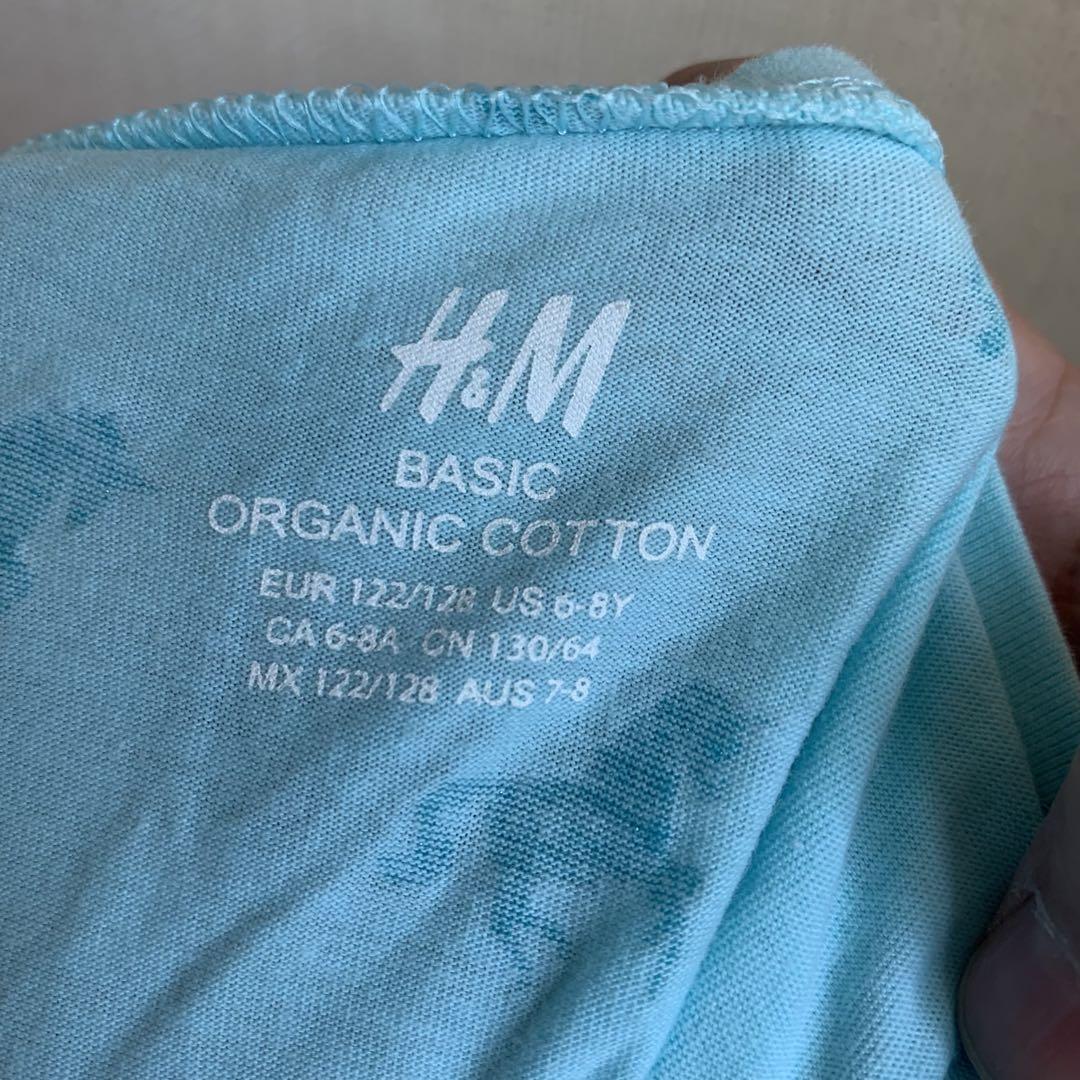 H&M
BASIC
ORGANIC COTTON
EUR 122/128 US 6-8Y
CA 6-8A CN 130/64
MX 122/128 AUS 7-8